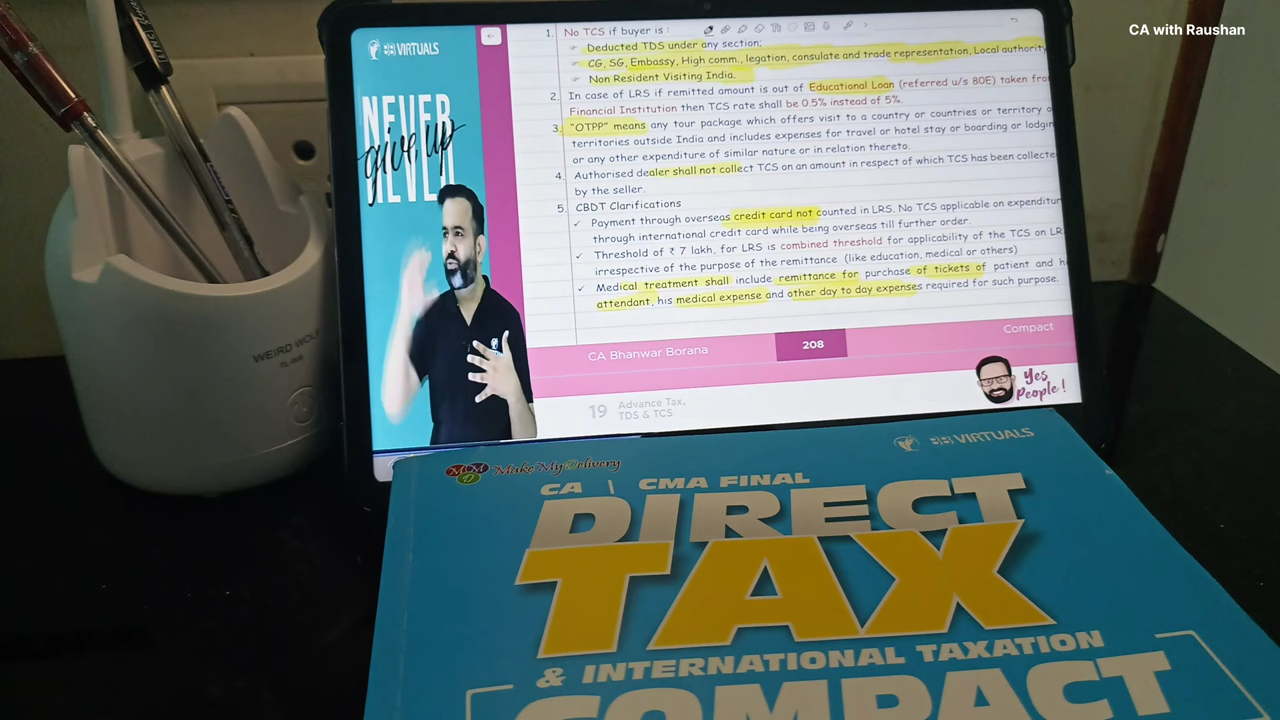 CA with Raushan
BB VIRTUALS
NEVER
give up
NEVER
1. No TCS if buyer is :
☞ Deducted TDS under any section;
☞ CG, SG, Embassy, High comm., legation, consulate and trade representation, Local authority
☞ Non Resident Visiting India.
2. In case of LRS if remitted amount is out of Educational Loan (referred u/s 80E) taken from
Financial Institution then TCS rate shall be 0.5% instead of 5%.
3. "OTPP" means any tour package which offers visit to a country or countries or territory o
territories outside India and includes expenses for travel or hotel stay or boarding or lodgin
or any other expenditure of similar nature or in relation thereto.
4. Authorised dealer shall not collect TCS on an amount in respect of which TCS has been collecte
by the seller.
5. CBDT Clarifications
✓ Payment through overseas credit card not counted in LRS. No TCS applicable on expenditur
through international credit card while being overseas till further order.
✓ Threshold of ₹ 7 lakh, for LRS is combined threshold for applicability of the TCS on LR
irrespective of the purpose of the remittance (like education, medical or others)
✓ Medical treatment shall include remittance for purchase of tickets of patient and h
attendant, his medical expense and other day to day expenses required for such purpose.
CA Bhanwar Borana 208 Compact
19 Advance Tax,
TDS & TCS
Yes
People!
WEIRD WOLF
BB VIRTUALS
MMD MakeMyDelivery
CA \ CMA FINAL
DIRECT
TAX
& INTERNATIONAL TAXATION
COMPACT